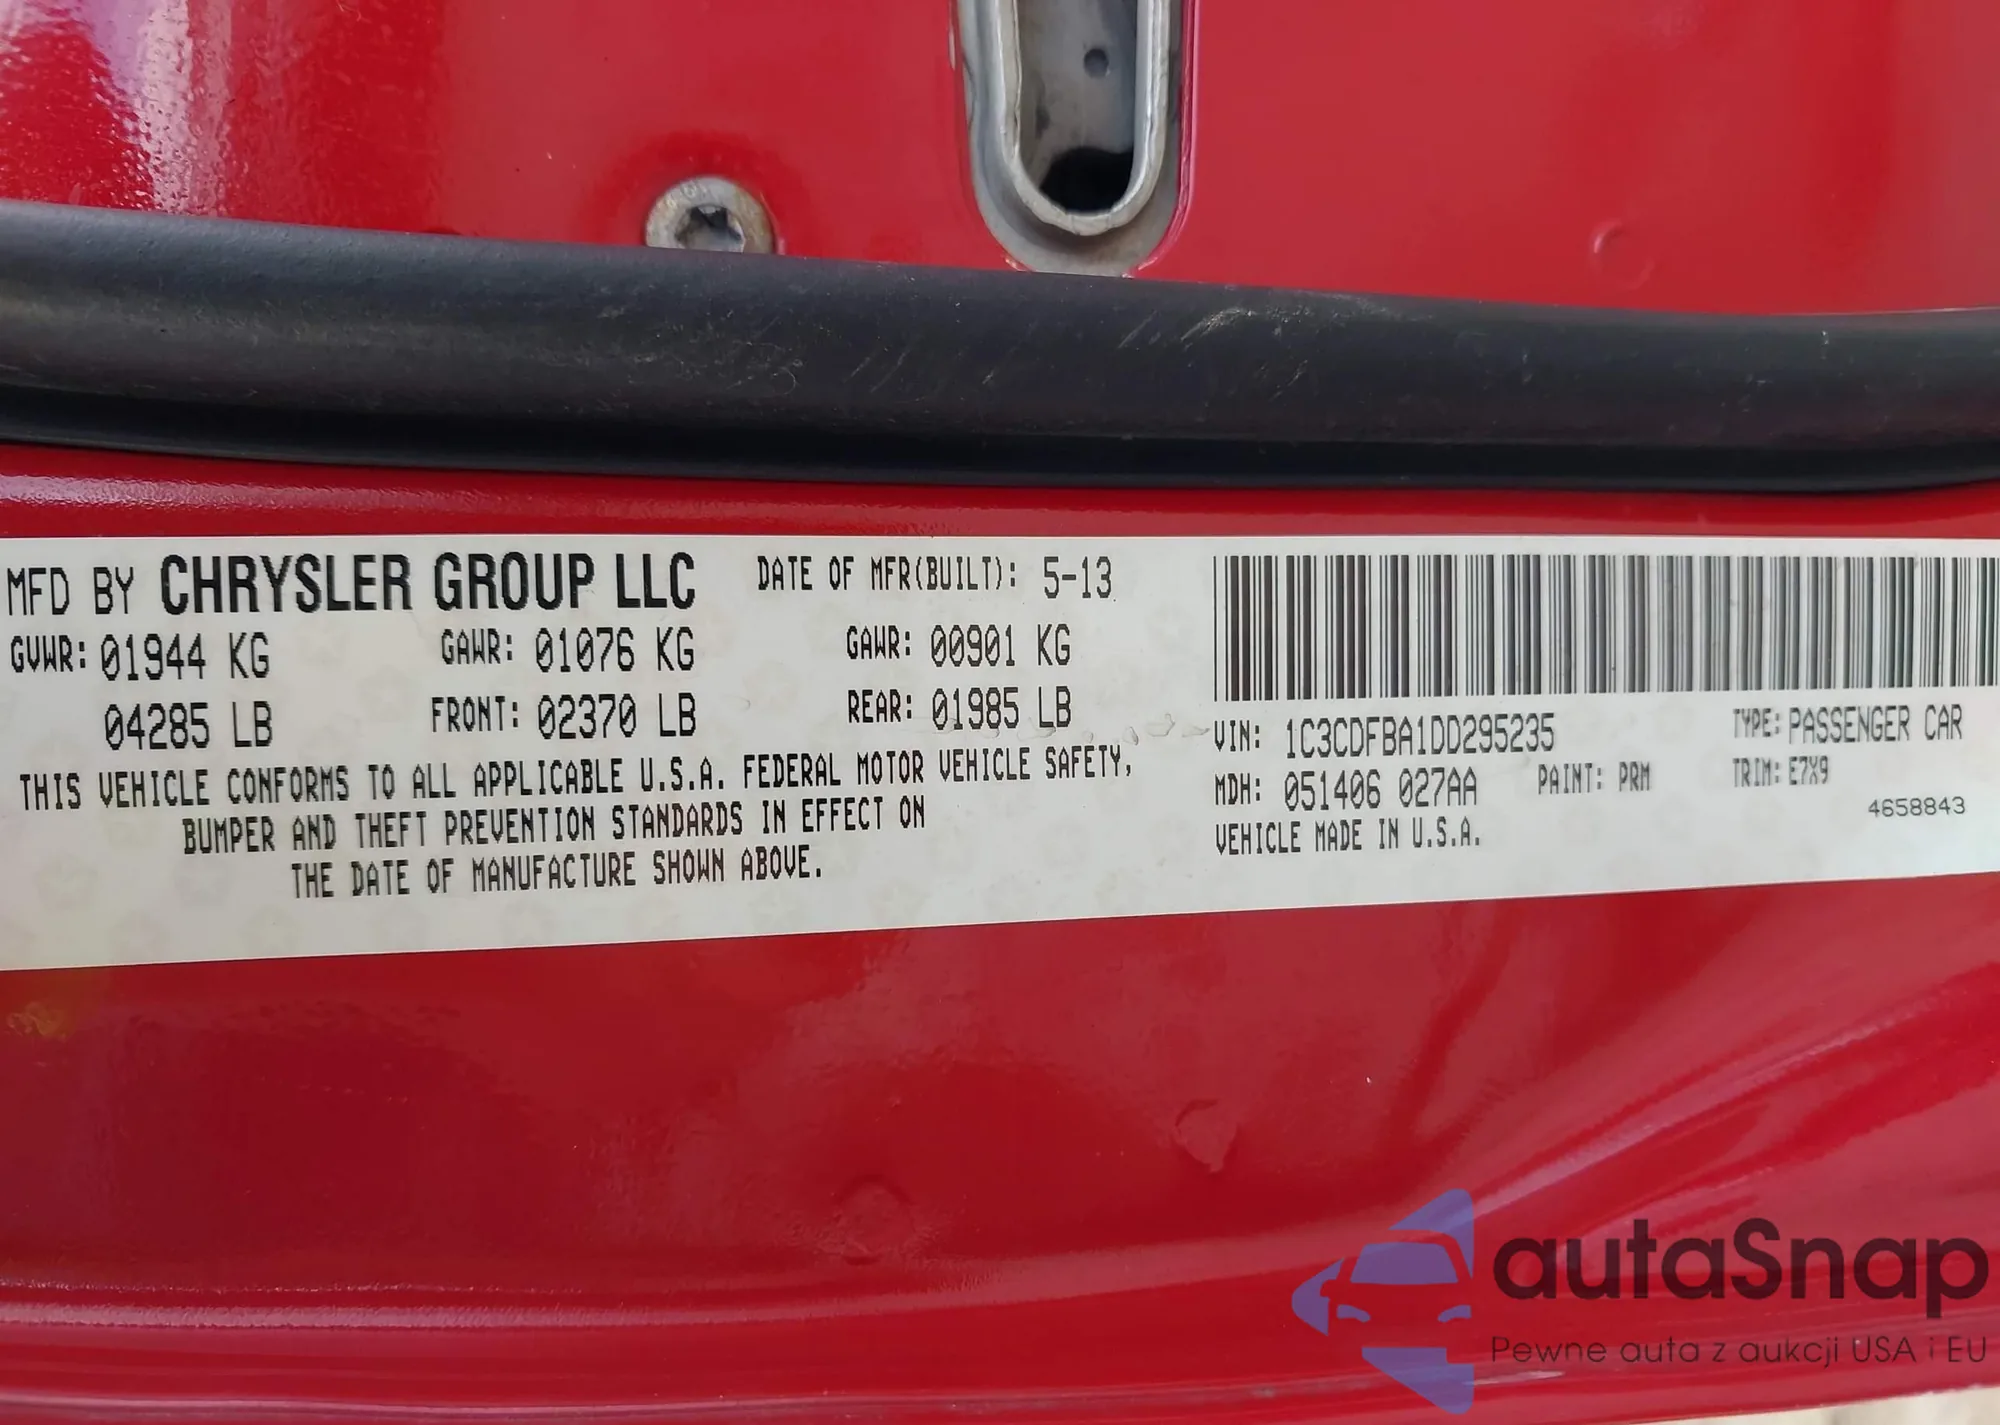 MFD BY CHRYSLER GROUP LLC DATE OF MFR(BUILT): 5-13
GVWR: 01944 KG GAWR: 01076 KG GAWR: 00901 KG
04285 LB FRONT: 02370 LB REAR: 01985 LB
THIS VEHICLE CONFORMS TO ALL APPLICABLE U.S.A. FEDERAL MOTOR VEHICLE SAFETY,
BUMPER AND THEFT PREVENTION STANDARDS IN EFFECT ON
THE DATE OF MANUFACTURE SHOWN ABOVE.
VIN: 1C3CDFBA1DD295235 TYPE: PASSENGER CAR
MDH: 051406 027AA PAINT: PRM TRIM: E7X9
VEHICLE MADE IN U.S.A. 4658843
autaSnap
Pewne auta z aukcji USA i EU